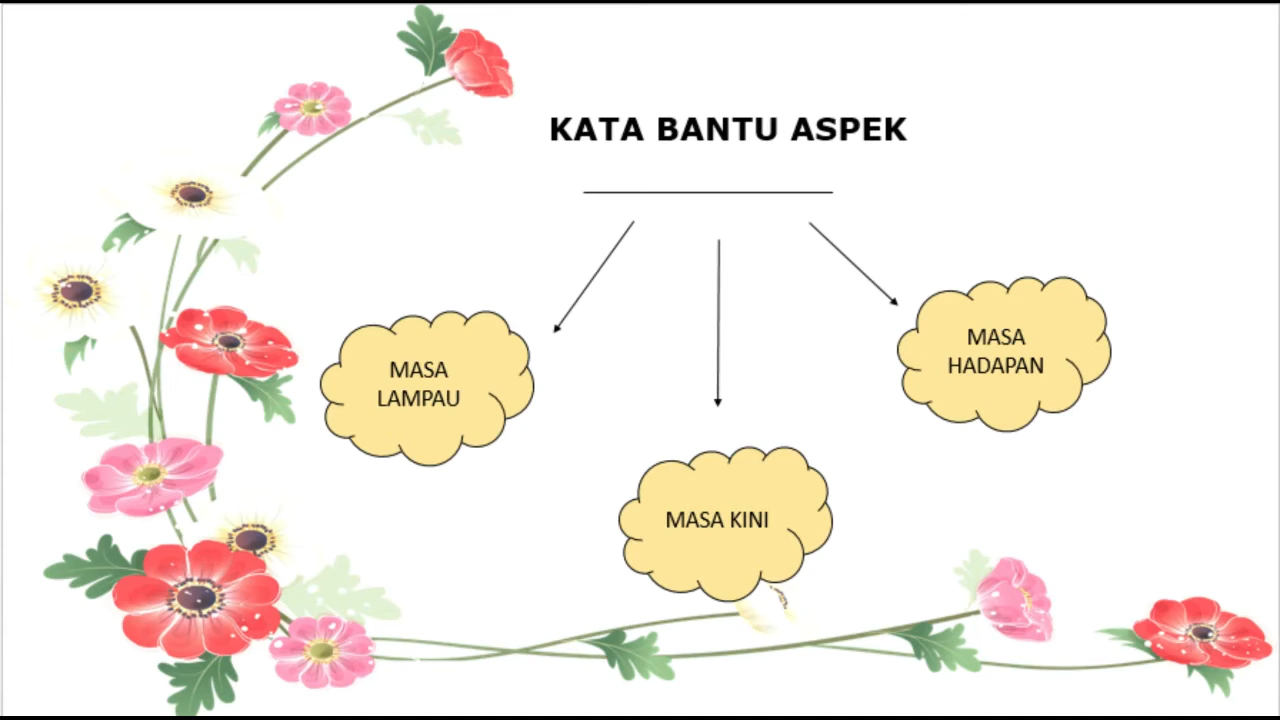 KATA BANTU ASPEK
MASA
LAMPAU
MASA KINI
MASA
HADAPAN